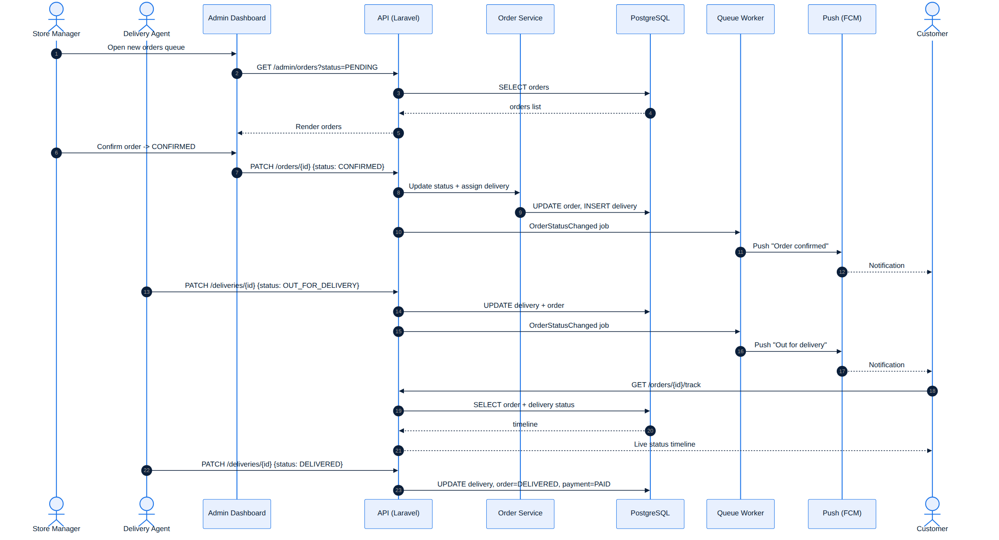 Store Manager
Delivery Agent
Admin Dashboard
API (Laravel)
Order Service
PostgreSQL
Queue Worker
Push (FCM)
Customer
Open new orders queue
1
GET /admin/orders?status=PENDING
2
SELECT orders
3
orders list
4
Render orders
5
Confirm order -> CONFIRMED
6
PATCH /orders/{id} {status: CONFIRMED}
7
Update status + assign delivery
8
UPDATE order, INSERT delivery
9
OrderStatusChanged job
10
Push "Order confirmed"
11
Notification
12
PATCH /deliveries/{id} {status: OUT_FOR_DELIVERY}
13
UPDATE delivery + order
14
OrderStatusChanged job
15
Push "Out for delivery"
16
Notification
17
GET /orders/{id}/track
18
SELECT order + delivery status
19
timeline
20
Live status timeline
21
PATCH /deliveries/{id} {status: DELIVERED}
22
UPDATE delivery, order=DELIVERED, payment=PAID
23
Store Manager
Delivery Agent
Admin Dashboard
API (Laravel)
Order Service
PostgreSQL
Queue Worker
Push (FCM)
Customer